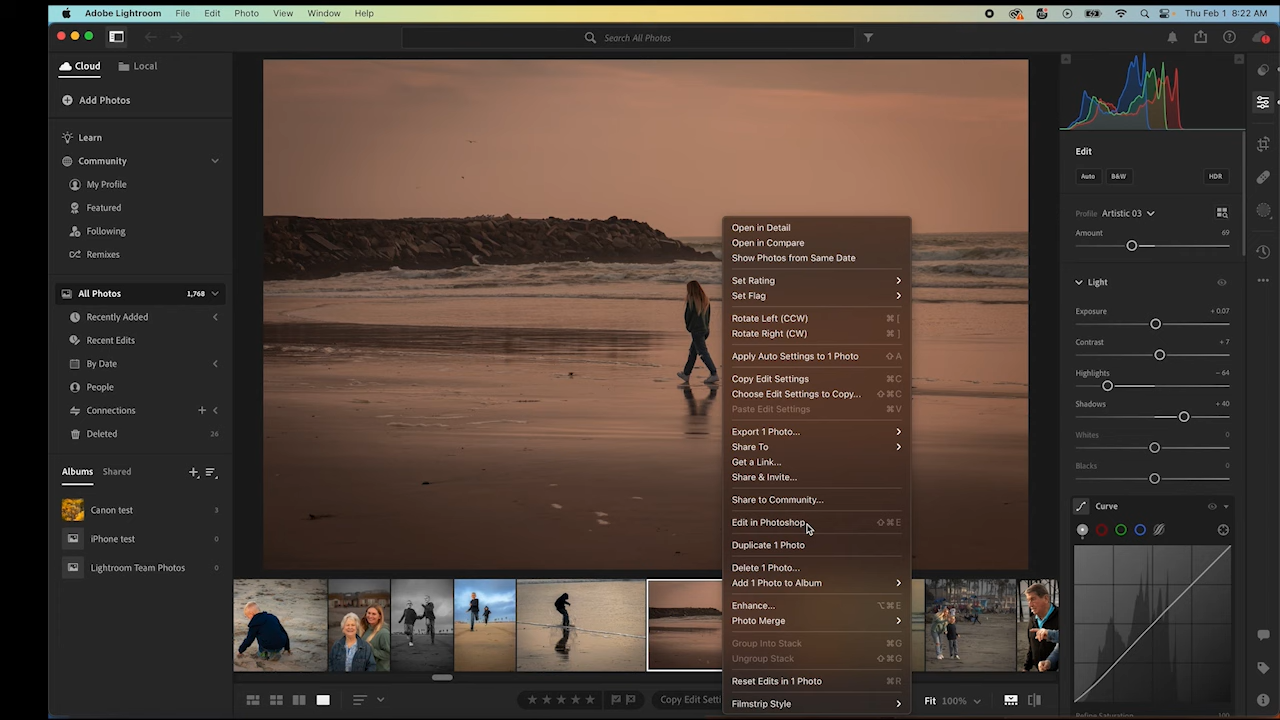 Adobe Lightroom File Edit Photo View Window Help
Thu Feb 1 8:22 AM
Search All Photos
Cloud Local
Add Photos
Learn
Community
My Profile
Featured
Following
Remixes
All Photos 1,768
Recently Added
Recent Edits
By Date
People
Connections
Deleted 26
Albums Shared
Canon test 3
iPhone test 0
Lightroom Team Photos 0
Open in Detail
Open in Compare
Show Photos from Same Date
Set Rating
Set Flag
Rotate Left (CCW) ⌘ [
Rotate Right (CW) ⌘ ]
Apply Auto Settings to 1 Photo ⇧ A
Copy Edit Settings ⌘ C
Choose Edit Settings to Copy... ⇧ ⌘ C
Paste Edit Settings ⌘ V
Export 1 Photo...
Share To
Get a Link...
Share & Invite...
Share to Community...
Edit in Photoshop ⇧ ⌘ E
Duplicate 1 Photo
Delete 1 Photo...
Add 1 Photo to Album
Enhance... ⌥ ⌘ E
Photo Merge
Group Into Stack ⌘ G
Ungroup Stack ⇧ ⌘ G
Reset Edits in 1 Photo ⌘ R
Filmstrip Style
Copy Edit Setti
Fit 100%
Edit
Auto B&W HDR
Profile Artistic 03
Amount 69
Light
Exposure + 0.07
Contrast + 7
Highlights - 64
Shadows + 40
Whites 0
Blacks 0
Curve
Refine Saturation 100